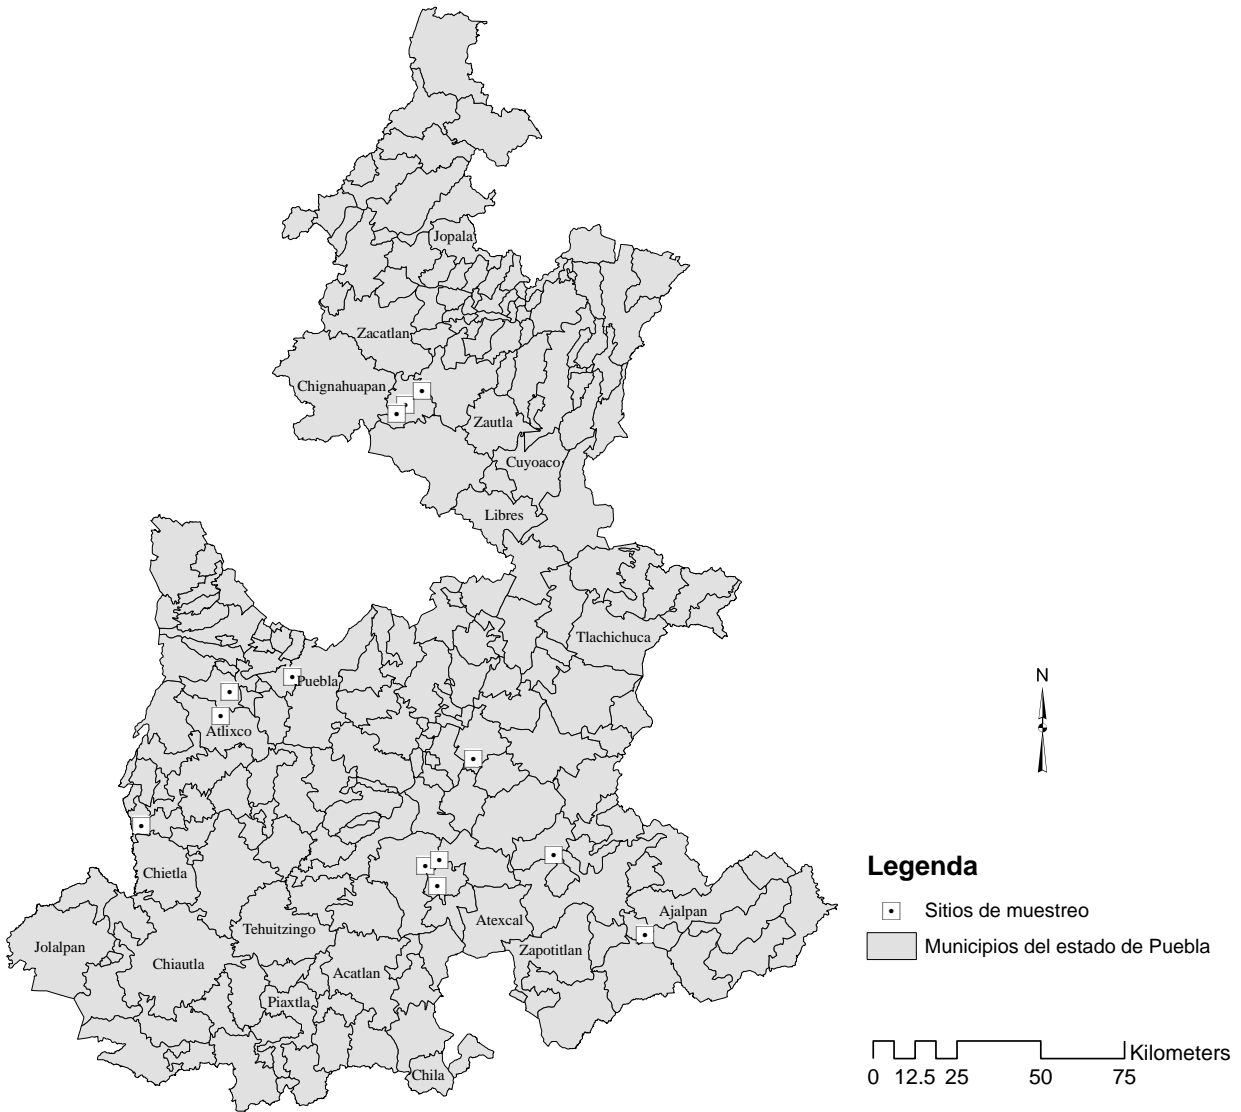 Jopala
Zacatlan
Chignahuapan
Zautla
Cuyoaco
Libres
Tlachichuca
Puebla
Atlixco
Chietla
Ajalpan
Atexcal
Tehuitzingo
Jolalpan
Zapotitlan
Chiautla
Acatlan
Piaxtla
Chila
N
Legenda
Sitios de muestreo
Municipios del estado de Puebla
Kilometers
0 12.5 25 50 75